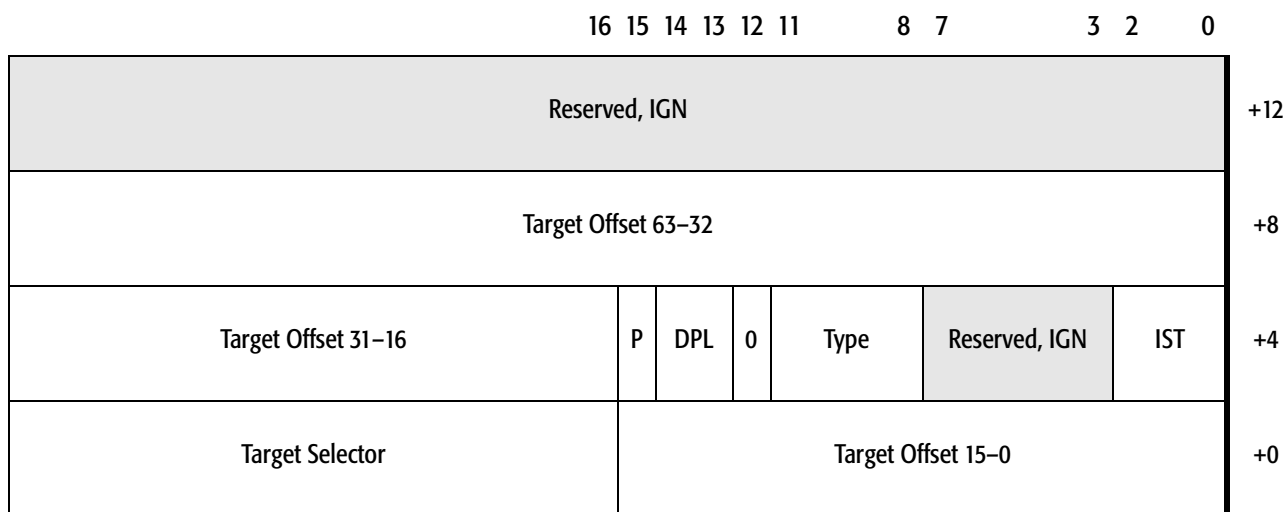 16 15 14 13 12 11 8 7 3 2 0
Reserved, IGN +12
Target Offset 63–32 +8
Target Offset 31–16 P DPL 0 Type Reserved, IGN IST +4
Target Selector Target Offset 15–0 +0